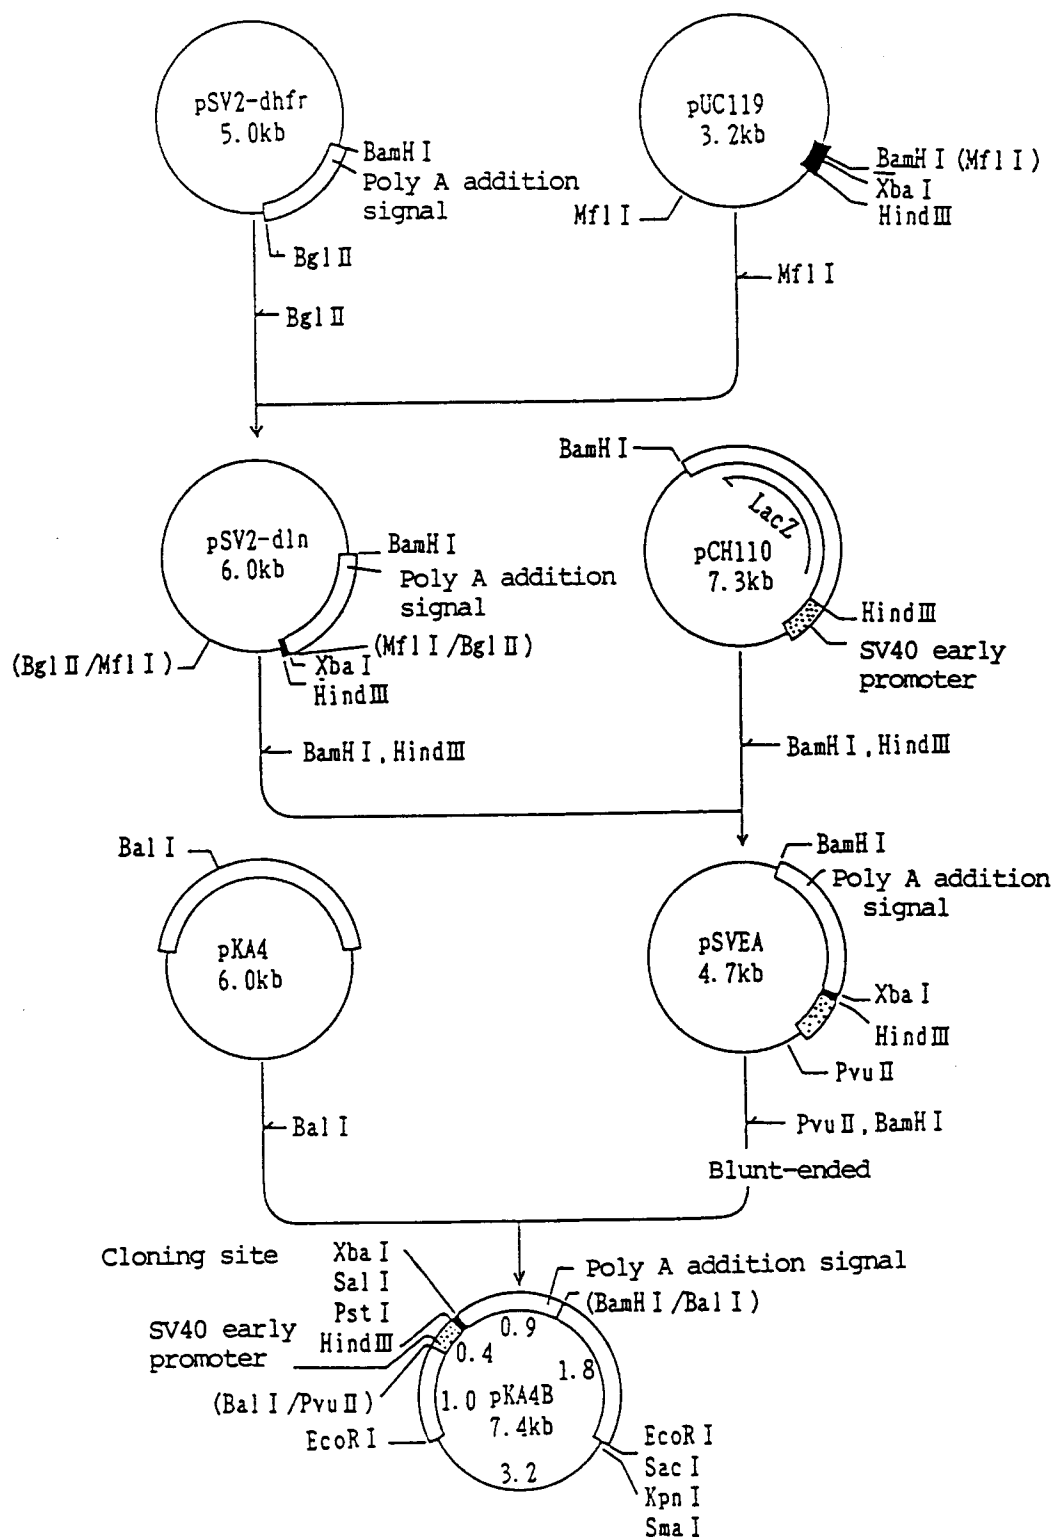 pSV2-dhfr
5.0kb
BamH I
Poly A addition
signal
Bgl II
Bgl II
pUC119
3.2kb
BamH I (Mfl I)
Xba I
Hind III
Mfl I
Mfl I
pSV2-dln
6.0kb
BamH I
Poly A addition
signal
(Mfl I/Bgl II)
Xba I
Hind III
(Bgl II/Mfl I)
BamH I, Hind III
BamH I
LacZ
pCH110
7.3kb
Hind III
SV40 early
promoter
BamH I, Hind III
Bal I
pKA4
6.0kb
Bal I
BamH I
Poly A addition
signal
pSVEA
4.7kb
Xba I
Hind III
Pvu II
Pvu II, BamH I
Blunt-ended
Cloning site
Xba I
Sal I
Pst I
Hind III
SV40 early
promoter
(Bal I/Pvu II)
EcoR I
Poly A addition signal
(BamH I/Bal I)
0.9
0.4
1.8
1.0
pKA4B
7.4kb
3.2
EcoR I
Sac I
Kpn I
Sma I